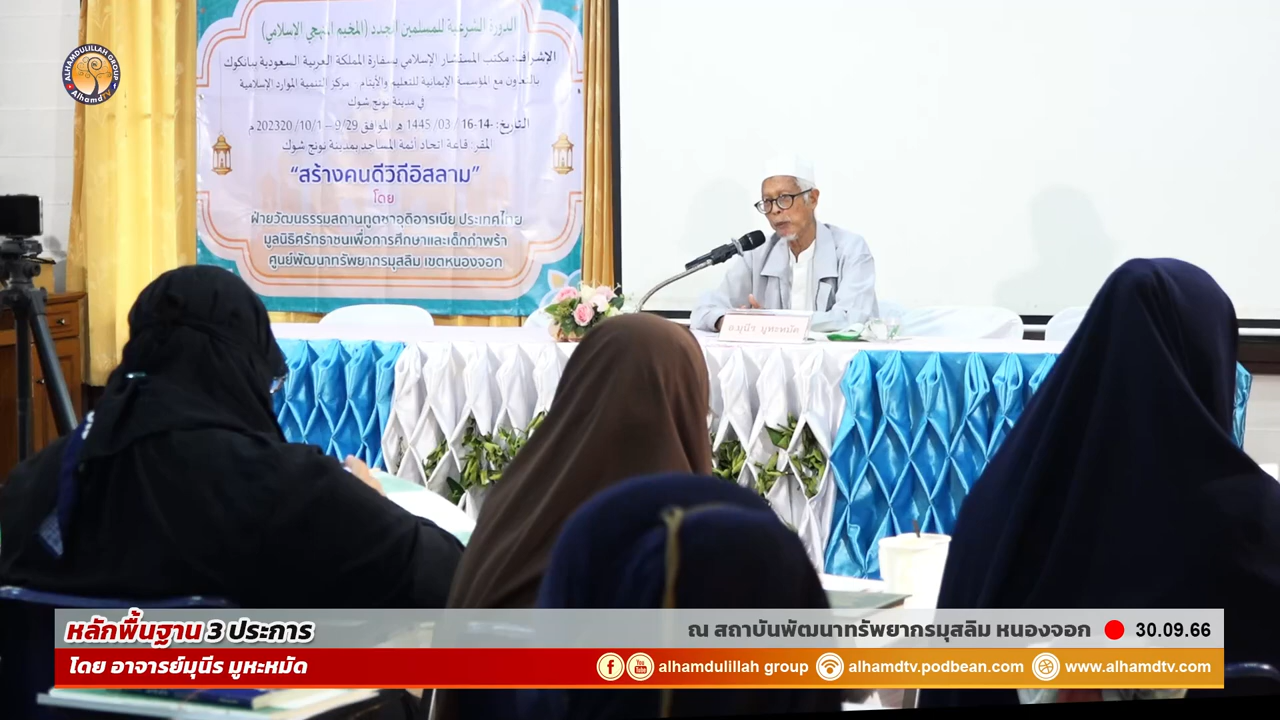 ALHAMDULILLAH GROUP
AlhamdTV
الدورة الشرعية للمسلمين الجدد (المخيم المنهجي الإسلامي)
الإشراف: مكتب المستشار الإسلامي بسفارة المملكة العربية السعودية ببانكوك
بالتعاون مع المؤسسة الإيمانية للتعليم والأيتام - مركز التنمية الموارد الإسلامية
في مدينة نونج شوك
التاريخ: -14-16 /03/ 1445 هـ الموافق 9/29 – 10/1/ 202320 م
المقر: قاعة اتحاد أئمة المساجد بمدينة نونج شوك
“สร้างคนดีวิถีอิสลาม”
โดย
ฝ่ายวัฒนธรรมสถานทูตซาอุดิอารเบีย ประเทศไทย
มูลนิธิศรัทธาชนเพื่อการศึกษาและเด็กกำพร้า
ศูนย์พัฒนาทรัพยากรมุสลิม เขตหนองจอก
อ.มุนีร มูหะหมัด
หลักพื้นฐาน 3 ประการ
ณ สถาบันพัฒนาทรัพยากรมุสลิม หนองจอก 30.09.66
โดย อาจารย์มุนีร มูหะหมัด
alhamdulillah group alhamdtv.podbean.com www.alhamdtv.com